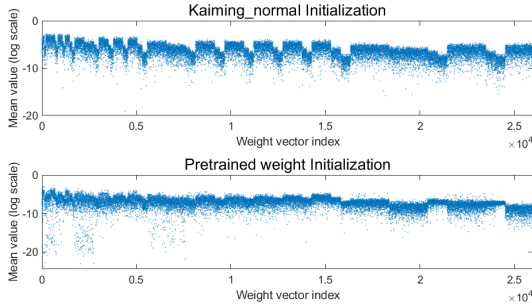 Kaiming_normal Initialization
0
-10
-20
Mean value (log scale)
0 0.5 1 1.5 2 2.5
×10⁴
Weight vector index
Pretrained weight Initialization
0
-10
-20
Mean value (log scale)
0 0.5 1 1.5 2 2.5
×10⁴
Weight vector index